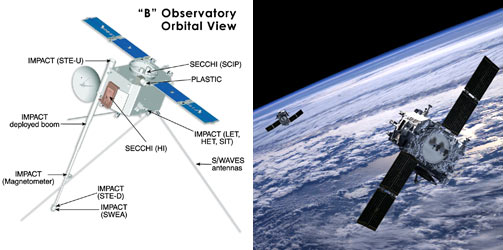 “B” Observatory
Orbital View
IMPACT (STE-U)
SECCHI (SCIP)
PLASTIC
IMPACT
deployed boom
SECCHI (HI)
IMPACT (LET,
HET, SIT)
S/WAVES
antennas
IMPACT
(Magnetometer)
IMPACT
(STE-D)
IMPACT
(SWEA)